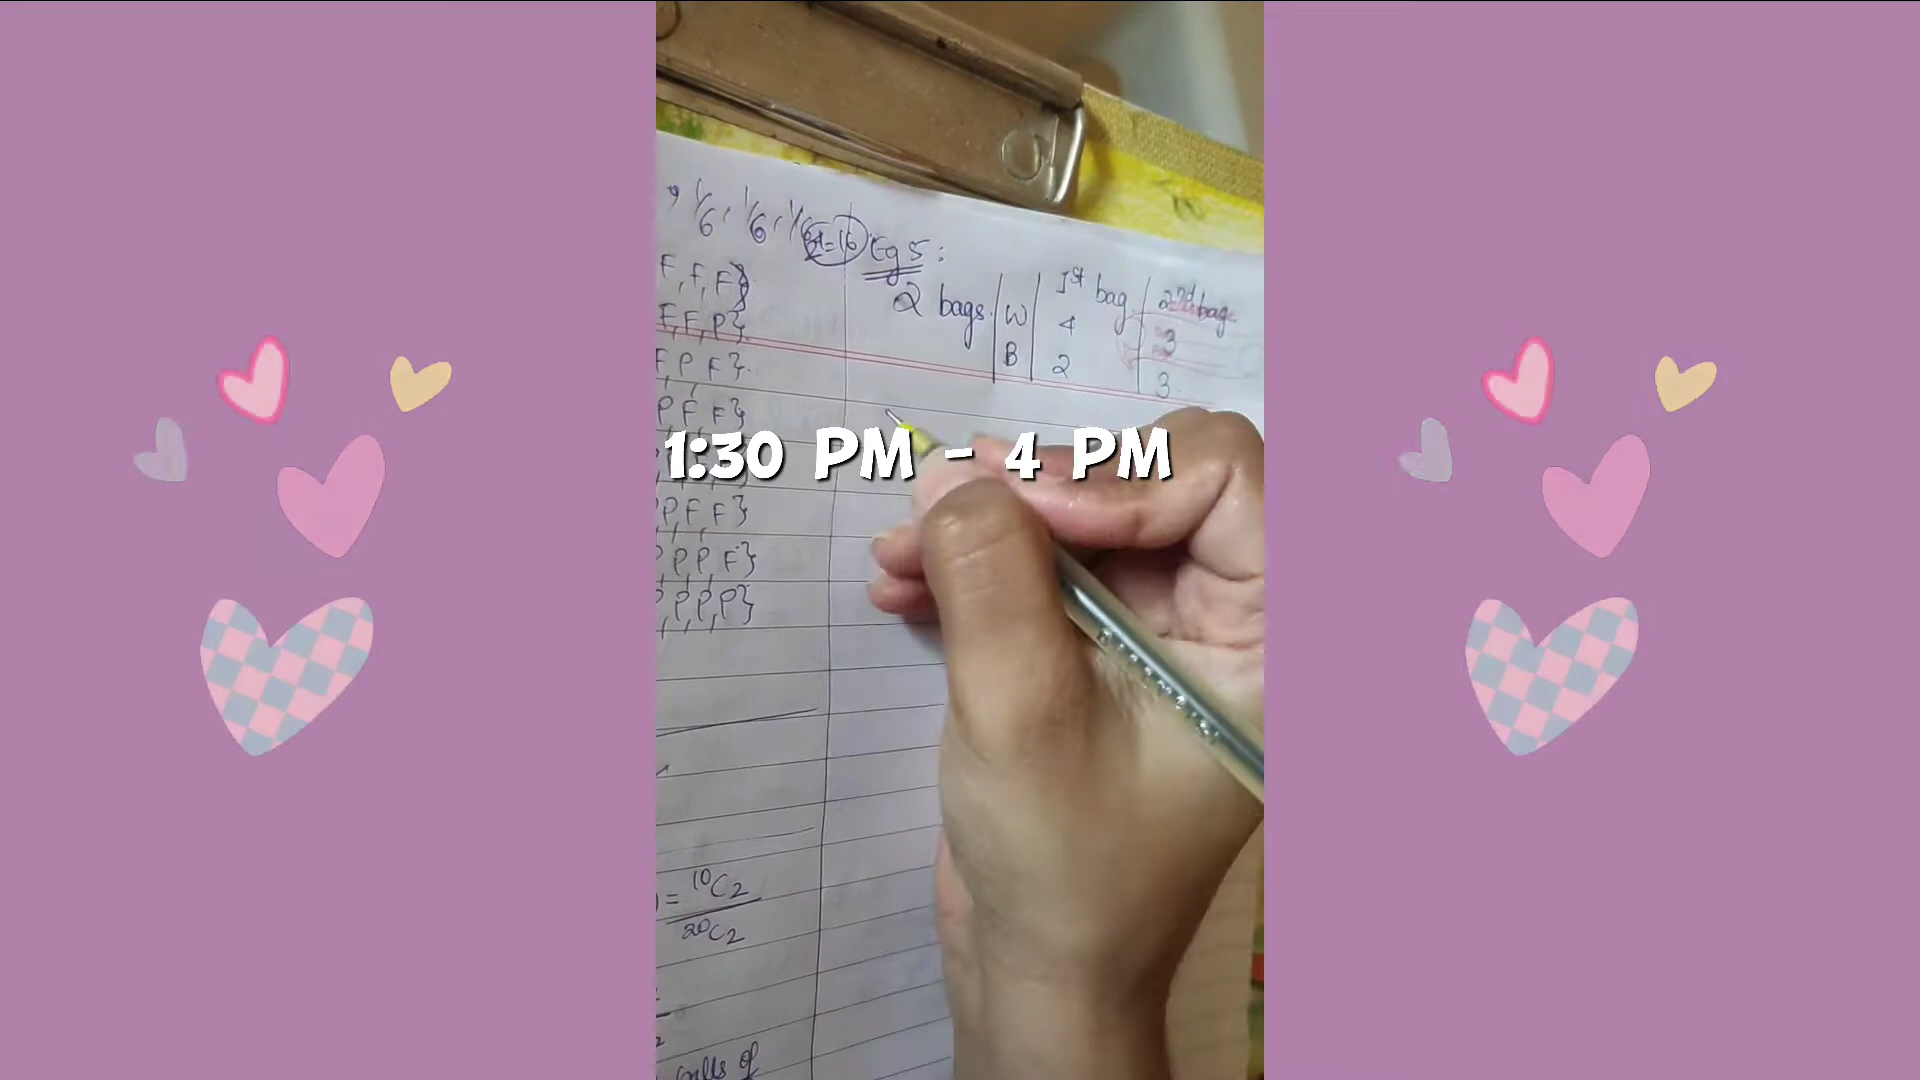 1/6, 1/6, 1/6
=16
Eg 5:
2 bags.
1st bag
2nd bag
W 4 3
B 2 3
F, F, F}
F, F, P}
F, P, F}
P, F, F}
1:30 PM - 4 PM
P, F, F}
P, P, F}
P, P, P}
= 10C2
20C2
balls of